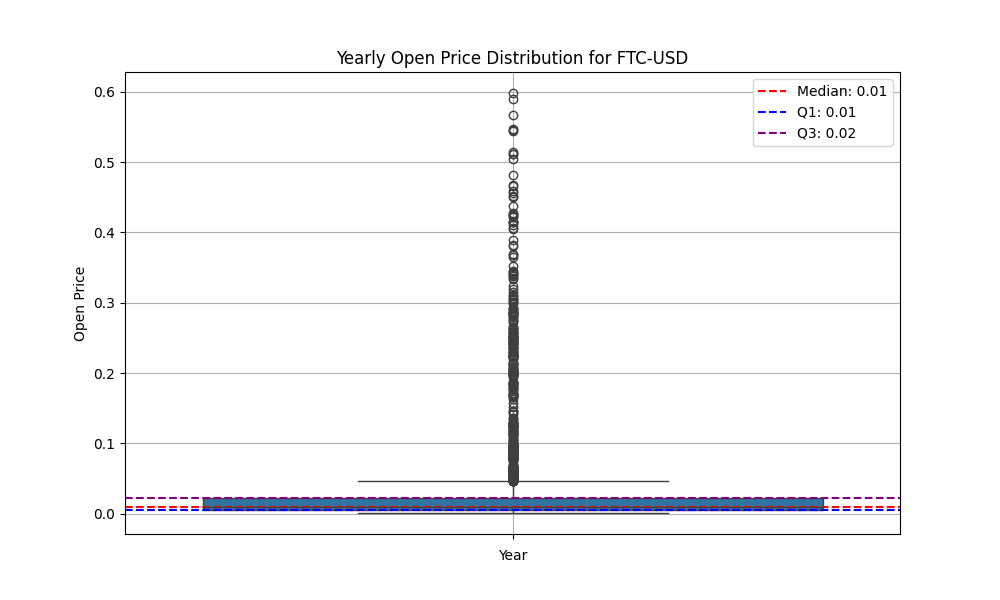 Yearly Open Price Distribution for FTC-USD
Median: 0.01
Q1: 0.01
Q3: 0.02
0.6
0.5
0.4
0.3
0.2
0.1
0.0
Open Price
Year